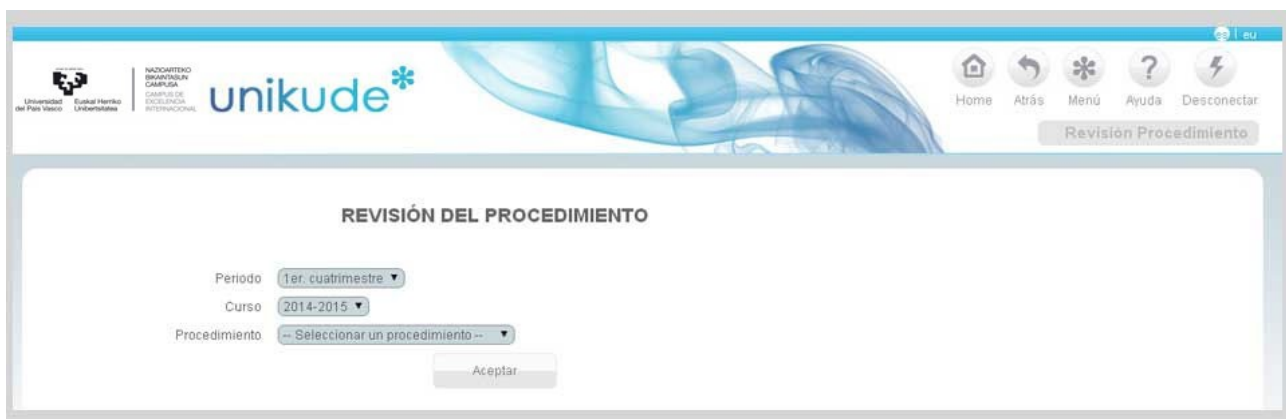 es | eu
NAZIOARTEKO
BIKAINTASUN
CAMPUSA
CAMPUS DE
EXCELENCIA
INTERNACIONAL
Universidad del País Vasco
Euskal Herriko Unibertsitatea
unikude*
Home Atrás Menú Ayuda Desconectar
Revisión Procedimiento
REVISIÓN DEL PROCEDIMIENTO
Periodo 1er. cuatrimestre
Curso 2014-2015
Procedimiento -- Seleccionar un procedimiento --
Aceptar